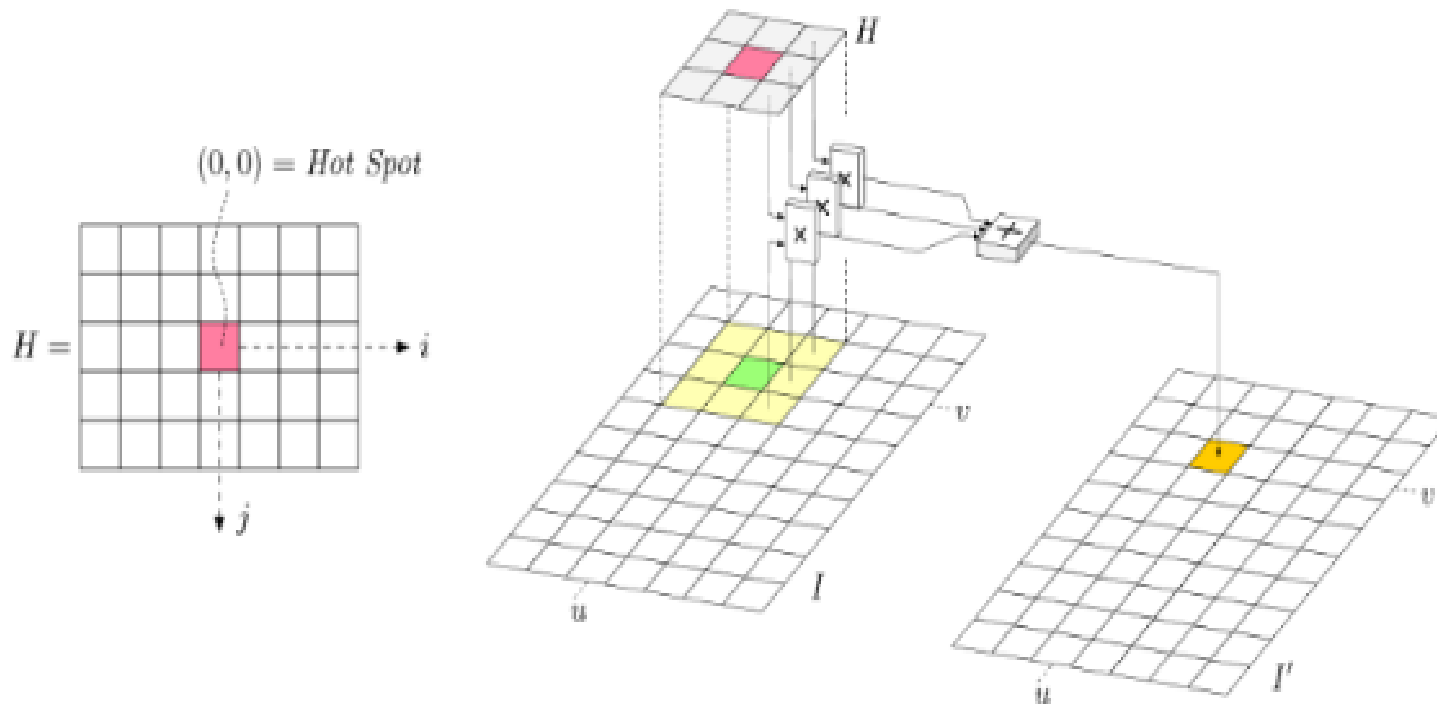 (0, 0) = Hot Spot
H =
i
j
H
×
×
×
+
v
I
u
v
I'
u